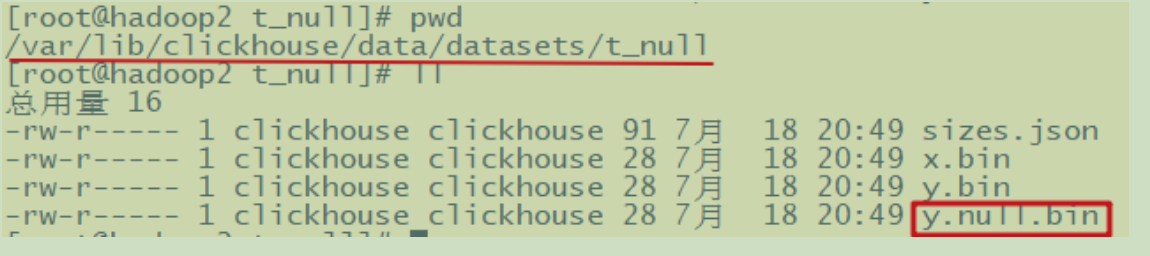 [root@hadoop2 t_null]# pwd
/var/lib/clickhouse/data/datasets/t_null
[root@hadoop2 t_null]# ll
总用量 16
-rw-r----- 1 clickhouse clickhouse 91 7月  18 20:49 sizes.json
-rw-r----- 1 clickhouse clickhouse 28 7月  18 20:49 x.bin
-rw-r----- 1 clickhouse clickhouse 28 7月  18 20:49 y.bin
-rw-r----- 1 clickhouse clickhouse 28 7月  18 20:49 y.null.bin